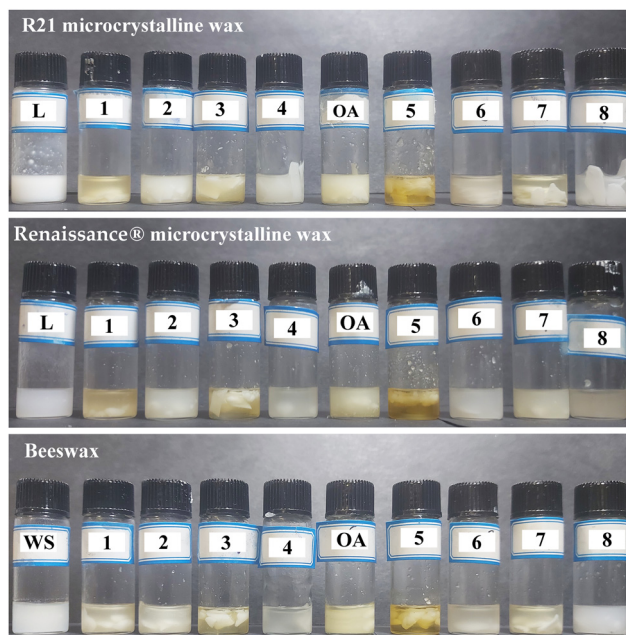 R21 microcrystalline wax
L 1 2 3 4 OA 5 6 7 8
Renaissance® microcrystalline wax
L 1 2 3 4 OA 5 6 7 8
Beeswax
WS 1 2 3 4 OA 5 6 7 8